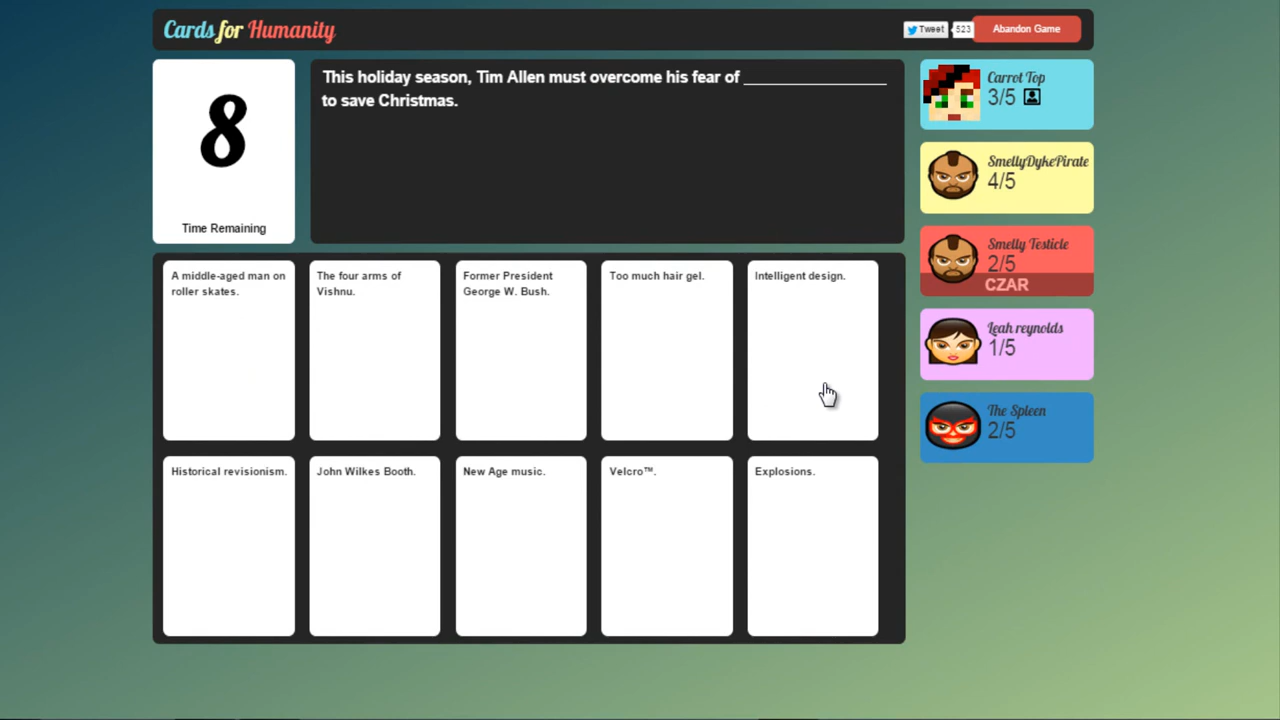 Cards for Humanity
Tweet 523
Abandon Game
8
Time Remaining
This holiday season, Tim Allen must overcome his fear of ________________
to save Christmas.
Carrot Top
3/5
SmellyDykePirate
4/5
Smelly Testicle
2/5
CZAR
Leah reynolds
1/5
The Spleen
2/5
A middle-aged man on
roller skates.
The four arms of
Vishnu.
Former President
George W. Bush.
Too much hair gel.
Intelligent design.
Historical revisionism.
John Wilkes Booth.
New Age music.
Velcro™.
Explosions.